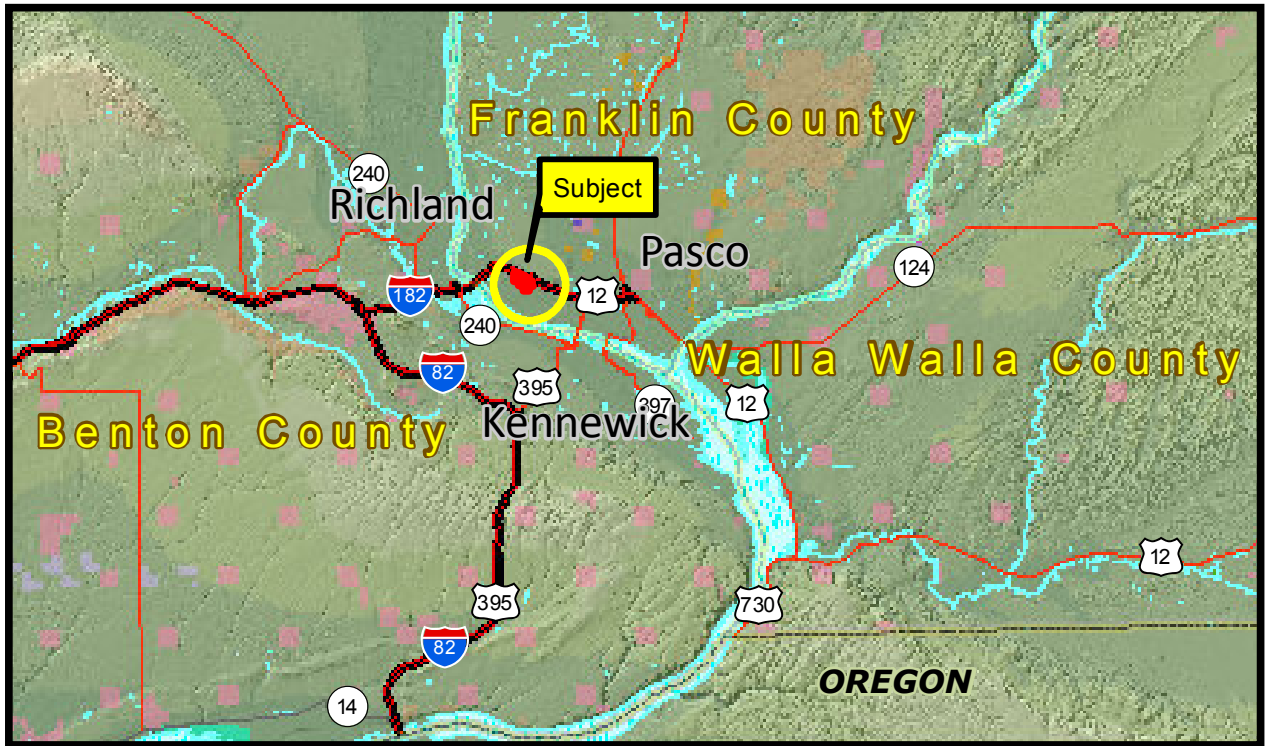 Franklin County
240
Subject
Richland
Pasco
124
182
12
240
Walla Walla County
82
395
397
12
Benton County
Kennewick
12
395
730
82
OREGON
14